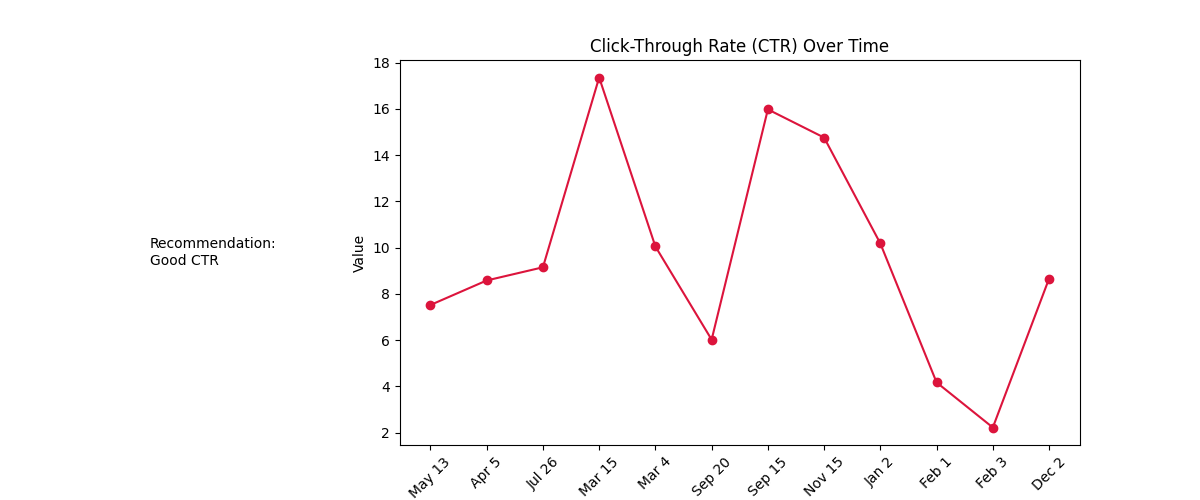 Click-Through Rate (CTR) Over Time
Recommendation:
Good CTR
Value
18
16
14
12
10
8
6
4
2
May 13
Apr 5
Jul 26
Mar 15
Mar 4
Sep 20
Sep 15
Nov 15
Jan 2
Feb 1
Feb 3
Dec 2